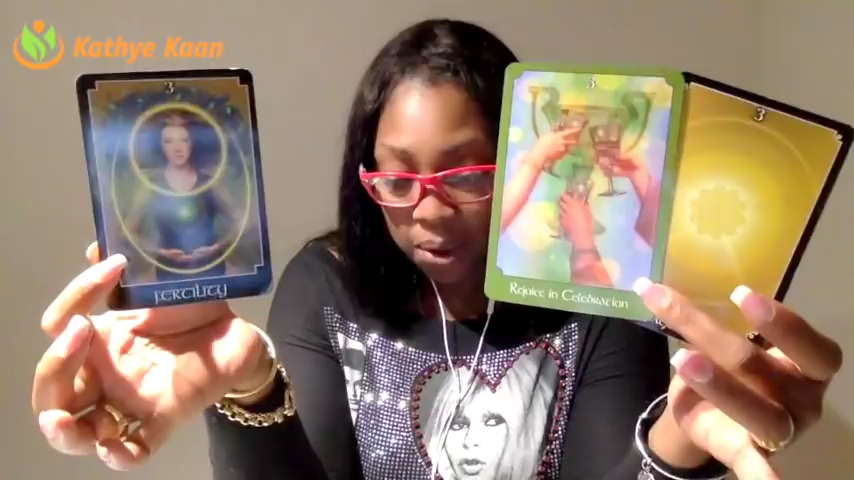 Kathye Kaan
3
FERTILITY
3
Rejoice in Celebration
3